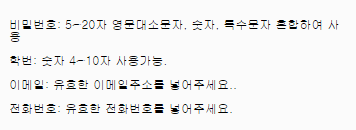 비밀번호: 5~20자 영문대소문자, 숫자, 특수문자 혼합하여 사
용
학번: 숫자 4~10자 사용가능.
이메일: 유효한 이메일주소를 넣어주세요..
전화번호: 유효한 전화번호를 넣어주세요.